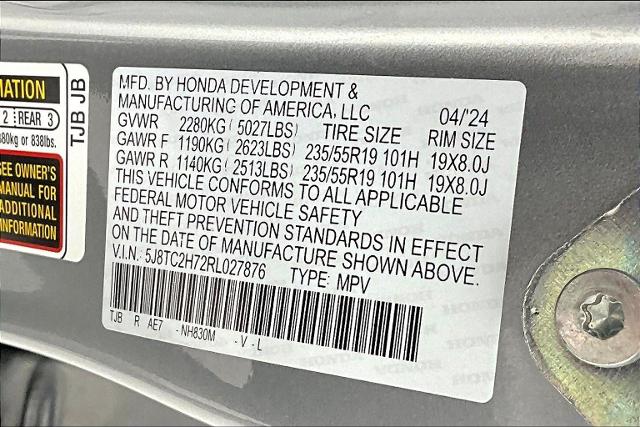 MATION
2 REAR 3
380kg or 838lbs.
SEE OWNER'S
MANUAL FOR
ADDITIONAL
INFORMATION
TJB JB
MFD. BY HONDA DEVELOPMENT &
MANUFACTURING OF AMERICA, LLC 04/'24
GVWR 2280KG ( 5027LBS) TIRE SIZE RIM SIZE
GAWR F 1190KG ( 2623LBS) 235/55R19 101H 19X8.0J
GAWR R 1140KG ( 2513LBS) 235/55R19 101H 19X8.0J
THIS VEHICLE CONFORMS TO ALL APPLICABLE
FEDERAL MOTOR VEHICLE SAFETY
AND THEFT PREVENTION STANDARDS IN EFFECT
ON THE DATE OF MANUFACTURE SHOWN ABOVE.
V.I.N.: 5J8TC2H72RL027876 TYPE: MPV
TJB R AE7 -NH830M -V-L